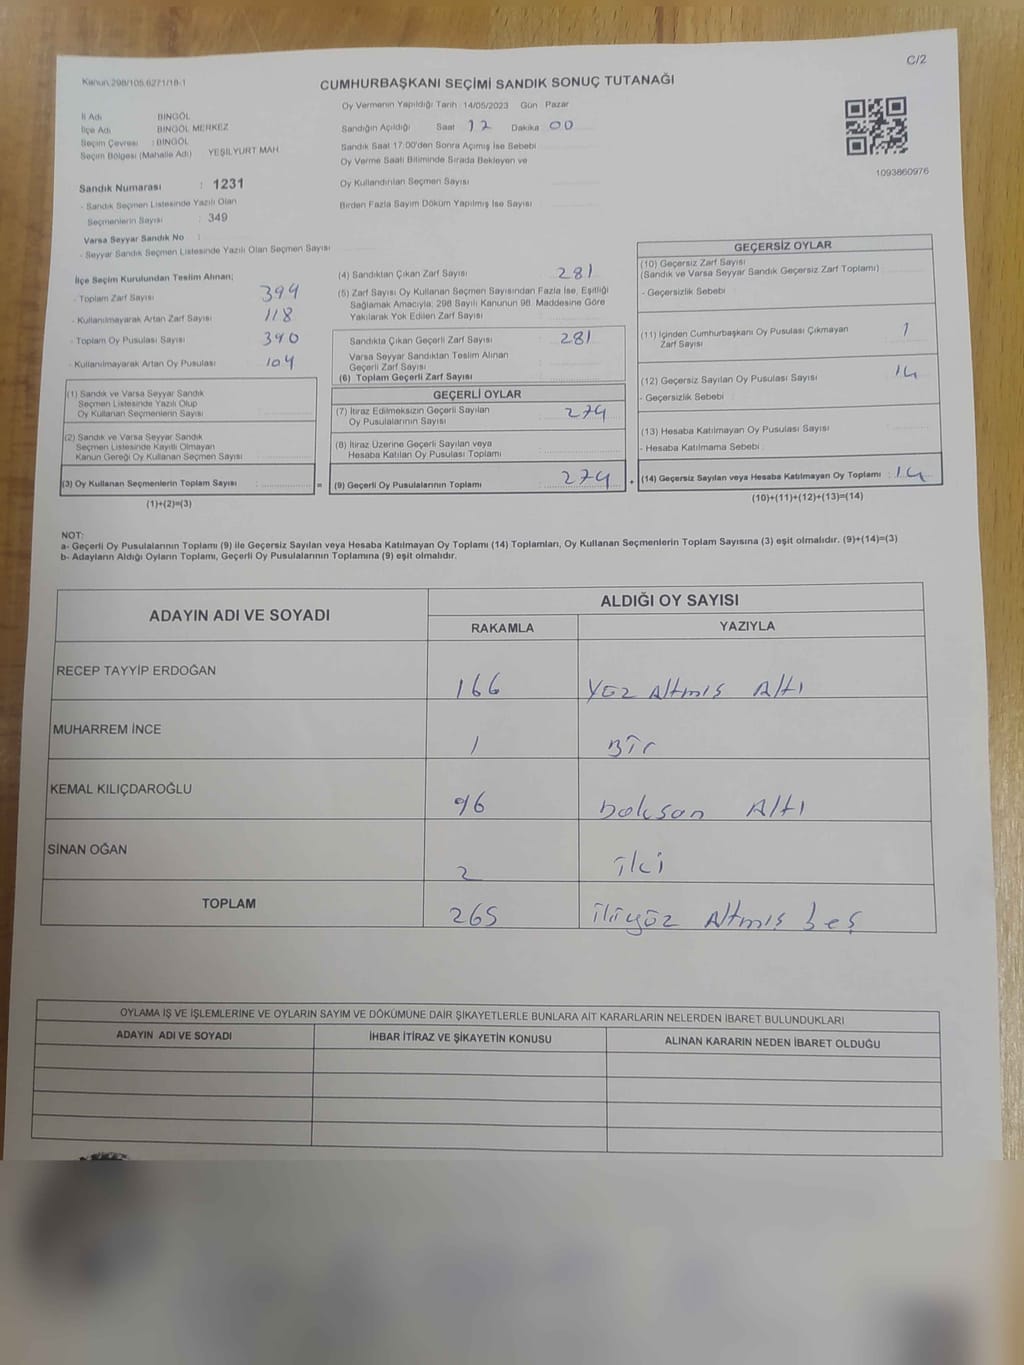 C/2
Kanun 298/105.6271/18-1
CUMHURBAŞKANI SEÇİMİ SANDIK SONUÇ TUTANAĞI
Oy Vermenin Yapıldığı Tarih : 14/05/2023 Gün : Pazar
İl Adı BİNGÖL
İlçe Adı BİNGÖL MERKEZ
Seçim Çevresi : BİNGÖL
Seçim Bölgesi (Mahalle Adı) YEŞİLYURT MAH
Sandığın Açıldığı Saat 17 Dakika 00
Sandık Saat 17:00'den Sonra Açımış İse Sebebi
Oy Verme Saati Bitiminde Sırada Bekleyen ve
Oy Kullandırılan Seçmen Sayısı
Birden Fazla Sayım Döküm Yapılmış İse Sayısı
1093860976
Sandık Numarası : 1231
- Sandık Seçmen Listesinde Yazılı Olan
Seçmenlerin Sayısı : 349
Varsa Seyyar Sandık No :
- Seyyar Sandık Seçmen Listesinde Yazılı Olan Seçmen Sayısı
İlçe Seçim Kurulundan Teslim Alınan;
- Toplam Zarf Sayısı 399
- Kullanılmayarak Artan Zarf Sayısı 118
- Toplam Oy Pusulası Sayısı 390
- Kullanılmayarak Artan Oy Pusulası 104
(1) Sandık ve Varsa Seyyar Sandık
Seçmen Listesinde Yazılı Olup
Oy Kullanan Seçmenlerin Sayısı
(2) Sandık ve Varsa Seyyar Sandık
Seçmen Listesinde Kayıtlı Olmayan
Kanun Gereği Oy Kullanan Seçmen Sayısı
(3) Oy Kullanan Seçmenlerin Toplam Sayısı : =
(1)+(2)=(3)
(4) Sandıktan Çıkan Zarf Sayısı 281
(5) Zarf Sayısı Oy Kullanan Seçmen Sayısından Fazla İse, Eşitliği
Sağlamak Amacıyla; 298 Sayılı Kanunun 98. Maddesine Göre
Yakılarak Yok Edilen Zarf Sayısı
Sandıkta Çıkan Geçerli Zarf Sayısı 281
Varsa Seyyar Sandıktan Teslim Alınan
Geçerli Zarf Sayısı
(6) Toplam Geçerli Zarf Sayısı
GEÇERLİ OYLAR
(7) İtiraz Edilmeksizin Geçerli Sayılan
Oy Pusulalarının Sayısı 274
(8) İtiraz Üzerine Geçerli Sayılan veya
Hesaba Katılan Oy Pusulası Toplamı
(9) Geçerli Oy Pusulalarının Toplamı 274 +
GEÇERSİZ OYLAR
(10) Geçersiz Zarf Sayısı
(Sandık ve Varsa Seyyar Sandık Geçersiz Zarf Toplamı)
- Geçersizlik Sebebi :
(11) İçinden Cumhurbaşkanı Oy Pusulası Çıkmayan
Zarf Sayısı 1
(12) Geçersiz Sayılan Oy Pusulası Sayısı 14
- Geçersizlik Sebebi
(13) Hesaba Katılmayan Oy Pusulası Sayısı
- Hesaba Katılmama Sebebi :
(14) Geçersiz Sayılan veya Hesaba Katılmayan Oy Toplamı : 14
(10)+(11)+(12)+(13)=(14)
NOT:
a- Geçerli Oy Pusulalarının Toplamı (9) ile Geçersiz Sayılan veya Hesaba Katılmayan Oy Toplamı (14) Toplamları, Oy Kullanan Seçmenlerin Toplam Sayısına (3) eşit olmalıdır. (9)+(14)=(3)
b- Adayların Aldığı Oyların Toplamı, Geçerli Oy Pusulalarının Toplamına (9) eşit olmalıdır.
ADAYIN ADI VE SOYADI ALDIĞI OY SAYISI
RAKAMLA YAZIYLA
RECEP TAYYİP ERDOĞAN 166 Yüz Altmış Altı
MUHARREM İNCE 1 Bir
KEMAL KILIÇDAROĞLU 96 Doksan Altı
SİNAN OĞAN 2 iki
TOPLAM 265 ikiyüz Altmış beş
OYLAMA İŞ VE İŞLEMLERİNE VE OYLARIN SAYIM VE DÖKÜMÜNE DAİR ŞİKAYETLERLE BUNLARA AİT KARARLARIN NELERDEN İBARET BULUNDUKLARI
ADAYIN ADI VE SOYADI İHBAR İTİRAZ VE ŞİKAYETİN KONUSU ALINAN KARARIN NEDEN İBARET OLDUĞU